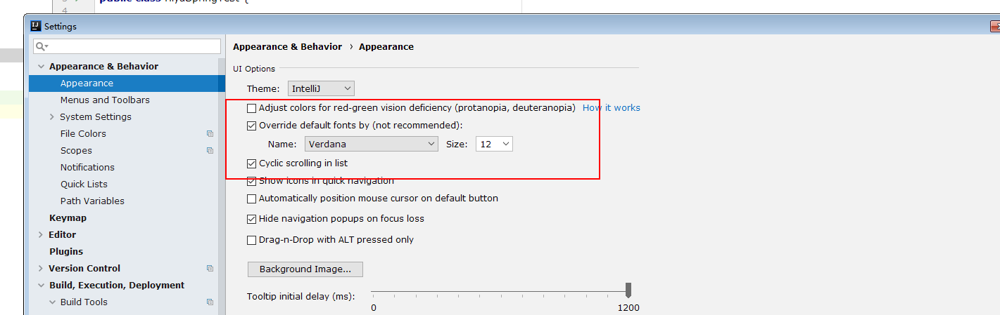 4
Settings
Appearance & Behavior › Appearance
Appearance & Behavior
Appearance
Menus and Toolbars
System Settings
File Colors
Scopes
Notifications
Quick Lists
Path Variables
Keymap
Editor
Plugins
Version Control
Build, Execution, Deployment
Build Tools
UI Options
Theme: IntelliJ
Adjust colors for red-green vision deficiency (protanopia, deuteranopia) How it works
Override default fonts by (not recommended):
Name: Verdana Size: 12
Cyclic scrolling in list
Show icons in quick navigation
Automatically position mouse cursor on default button
Hide navigation popups on focus loss
Drag-n-Drop with ALT pressed only
Background Image...
Tooltip initial delay (ms):
0 1200